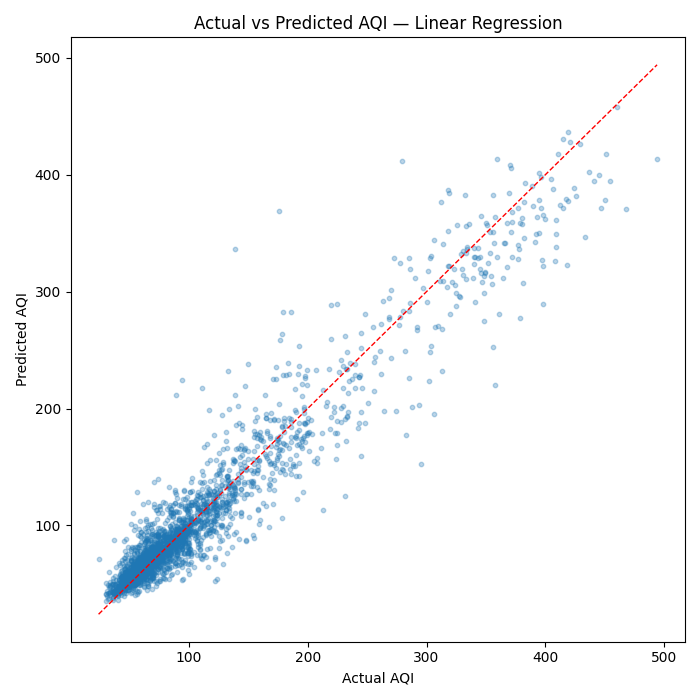 Actual vs Predicted AQI — Linear Regression
500
400
300
200
100
Predicted AQI
100 200 300 400 500
Actual AQI